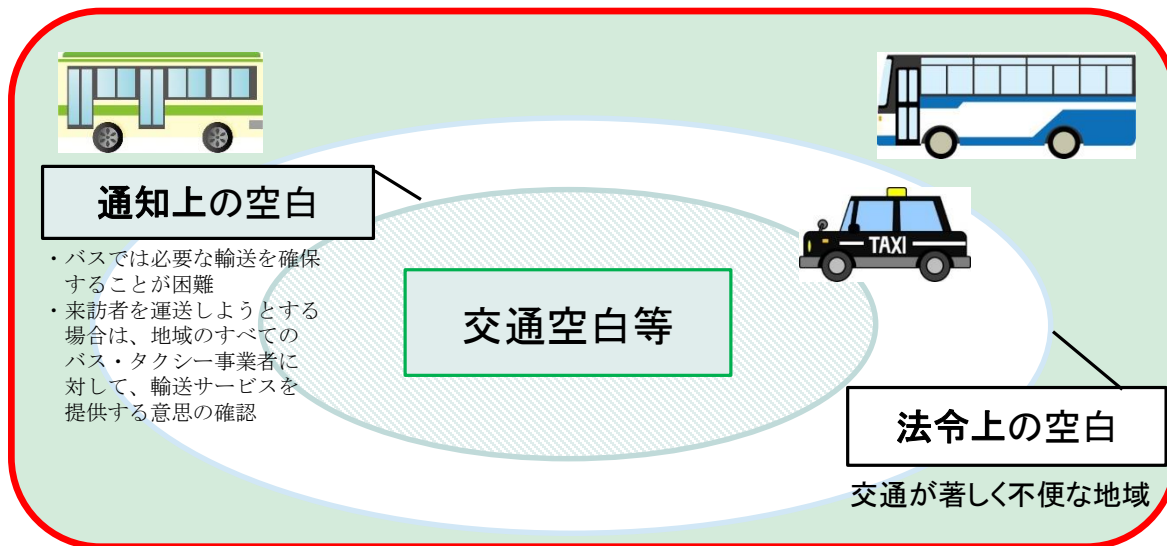 通知上の空白
・バスでは必要な輸送を確保
することが困難
・来訪者を運送しようとする
場合は、地域のすべての
バス・タクシー事業者に
対して、輸送サービスを
提供する意思の確認
TAXI
交通空白等
法令上の空白
交通が著しく不便な地域